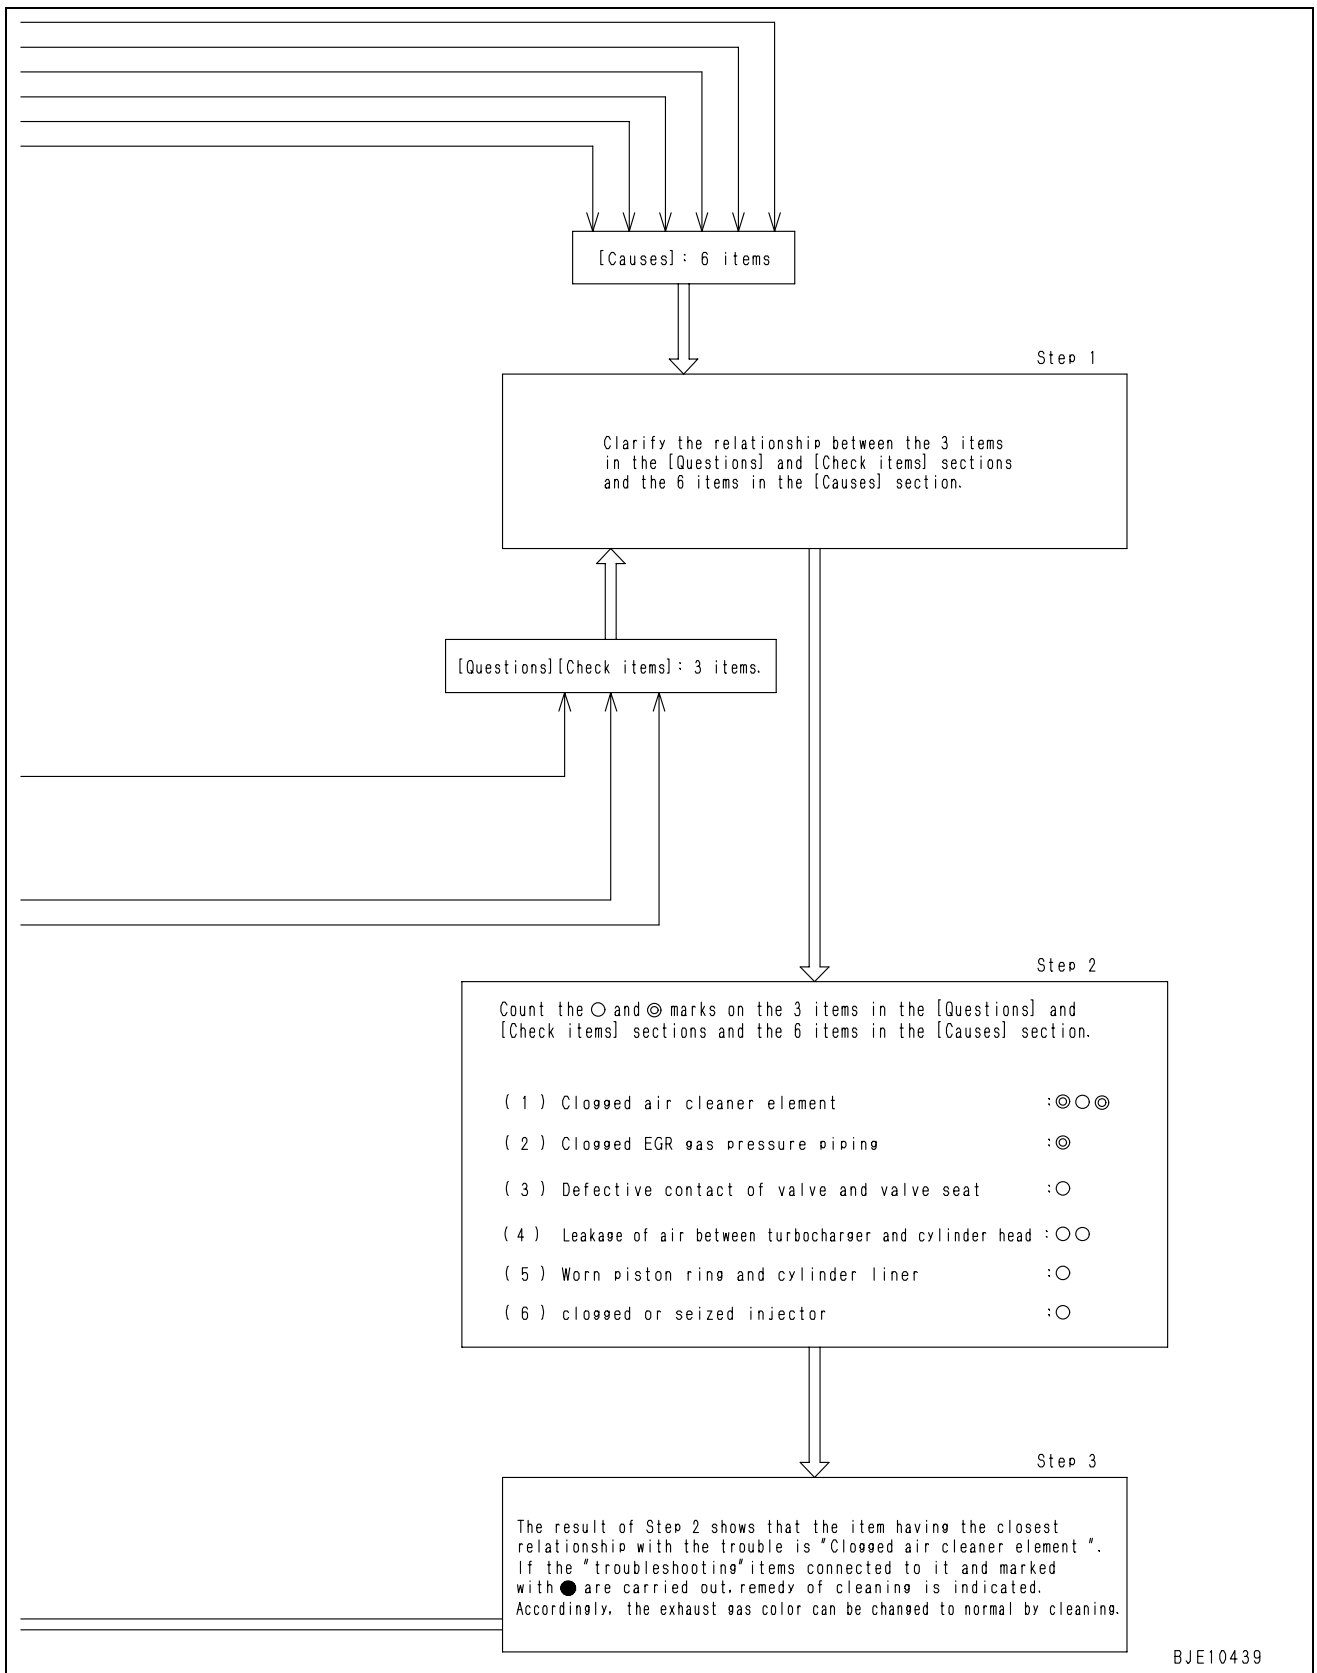 [Causes]: 6 items
Step 1
Clarify the relationship between the 3 items
in the [Questions] and [Check items] sections
and the 6 items in the [Causes] section.
[Questions][Check items]: 3 items.
Step 2
Count the ○ and ◎ marks on the 3 items in the [Questions] and
[Check items] sections and the 6 items in the [Causes] section.
( 1 ) Clogged air cleaner element :◎○◎
( 2 ) Clogged EGR gas pressure piping :◎
( 3 ) Defective contact of valve and valve seat :○
( 4 ) Leakage of air between turbocharger and cylinder head :○○
( 5 ) Worn piston ring and cylinder liner :○
( 6 ) clogged or seized injector :○
Step 3
The result of Step 2 shows that the item having the closest
relationship with the trouble is "Clogged air cleaner element ".
If the "troubleshooting" items connected to it and marked
with ● are carried out, remedy of cleaning is indicated.
Accordingly, the exhaust gas color can be changed to normal by cleaning.
BJE10439